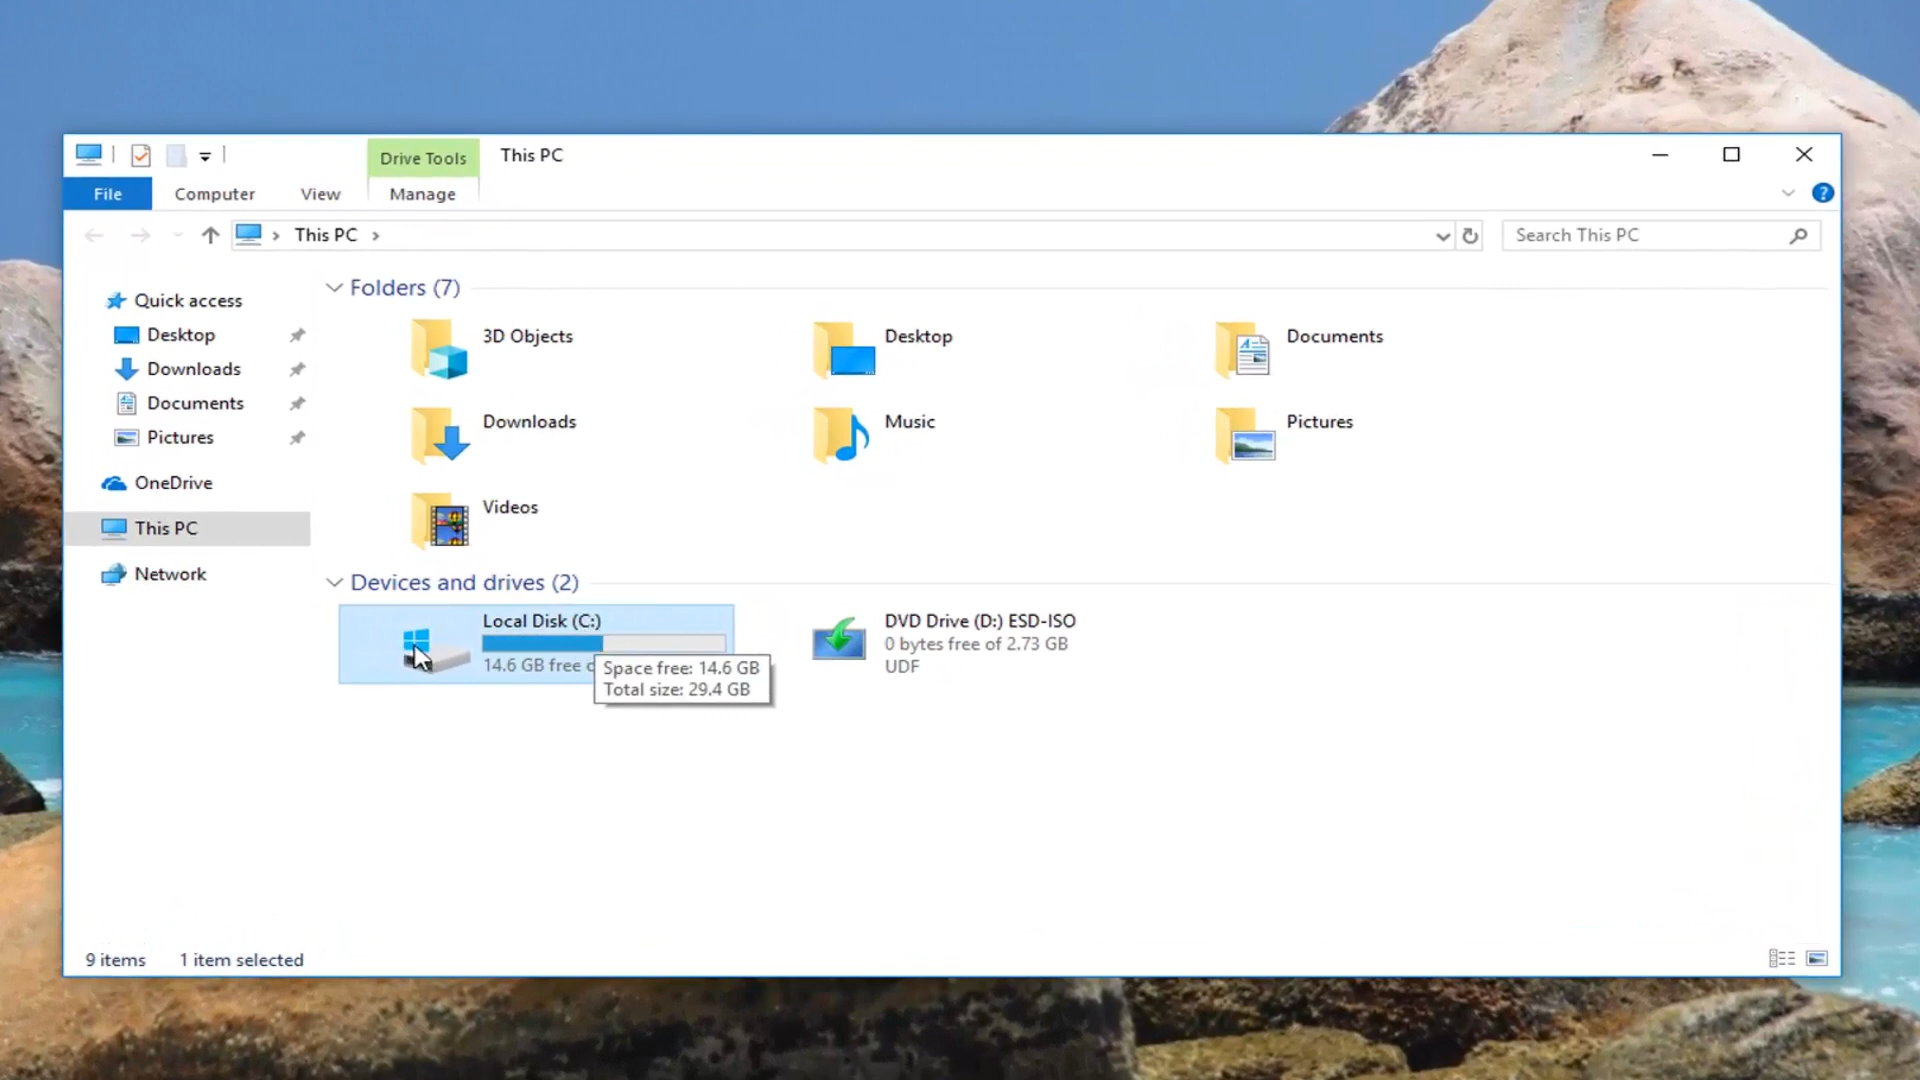 Drive Tools
This PC
File
Computer
View
Manage
This PC
Search This PC
Quick access
Desktop
Downloads
Documents
Pictures
OneDrive
This PC
Network
Folders (7)
3D Objects
Desktop
Documents
Downloads
Music
Pictures
Videos
Devices and drives (2)
Local Disk (C:)
14.6 GB free
Space free: 14.6 GB
Total size: 29.4 GB
DVD Drive (D:) ESD-ISO
0 bytes free of 2.73 GB
UDF
9 items
1 item selected